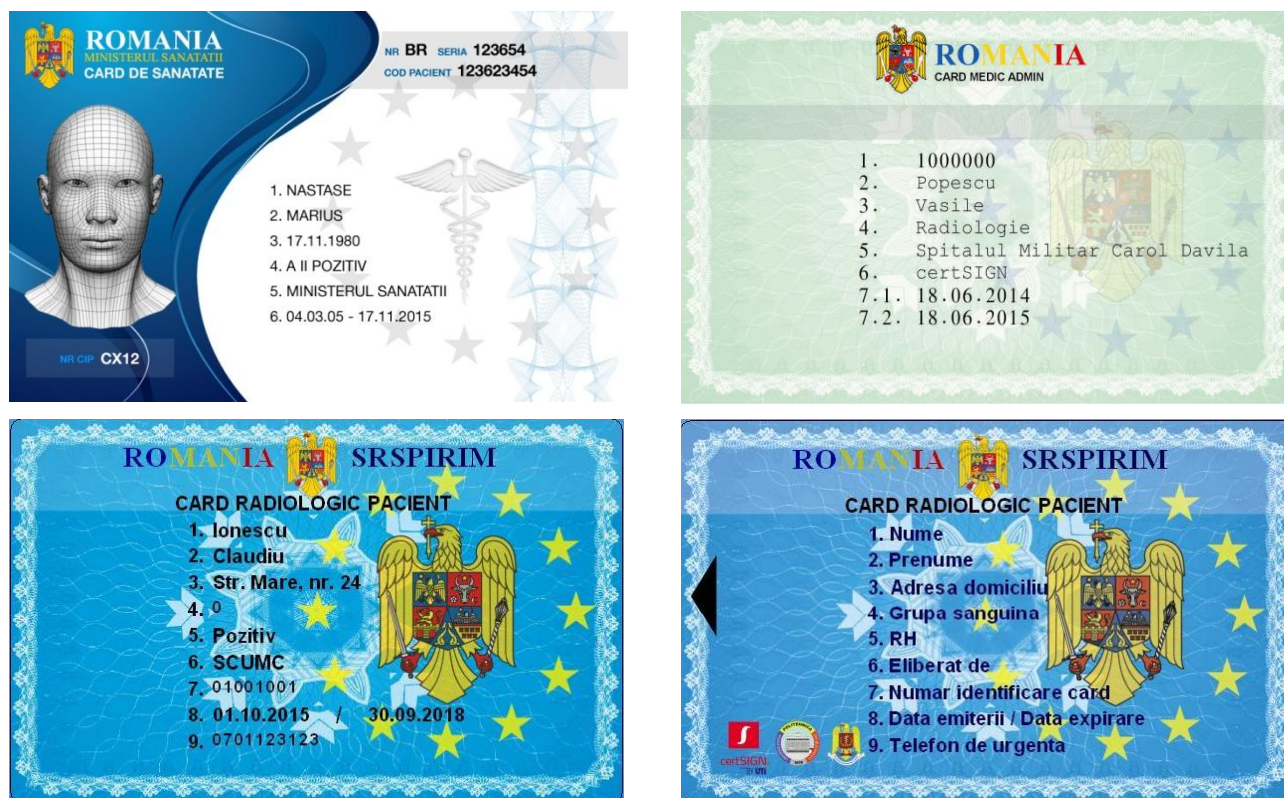 ROMANIA
MINISTERUL SANATATII
CARD DE SANATATE
NR BR SERIA 123654
COD PACIENT 123623454
1. NASTASE
2. MARIUS
3. 17.11.1980
4. A II POZITIV
5. MINISTERUL SANATATII
6. 04.03.05 - 17.11.2015
NR CIP CX12
ROMANIA
CARD MEDIC ADMIN
1. 1000000
2. Popescu
3. Vasile
4. Radiologie
5. Spitalul Militar Carol Davila
6. certSIGN
7.1. 18.06.2014
7.2. 18.06.2015
ROMANIA SRSPIRIM
CARD RADIOLOGIC PACIENT
1. Ionescu
2. Claudiu
3. Str. Mare, nr. 24
4. 0
5. Pozitiv
6. SCUMC
7. 01001001
8. 01.10.2015 / 30.09.2018
9. 0701123123
ROMANIA SRSPIRIM
CARD RADIOLOGIC PACIENT
1. Nume
2. Prenume
3. Adresa domiciliu
4. Grupa sanguina
5. RH
6. Eliberat de
7. Numar identificare card
8. Data emiterii / Data expirare
9. Telefon de urgenta
certSIGN
BY UTI